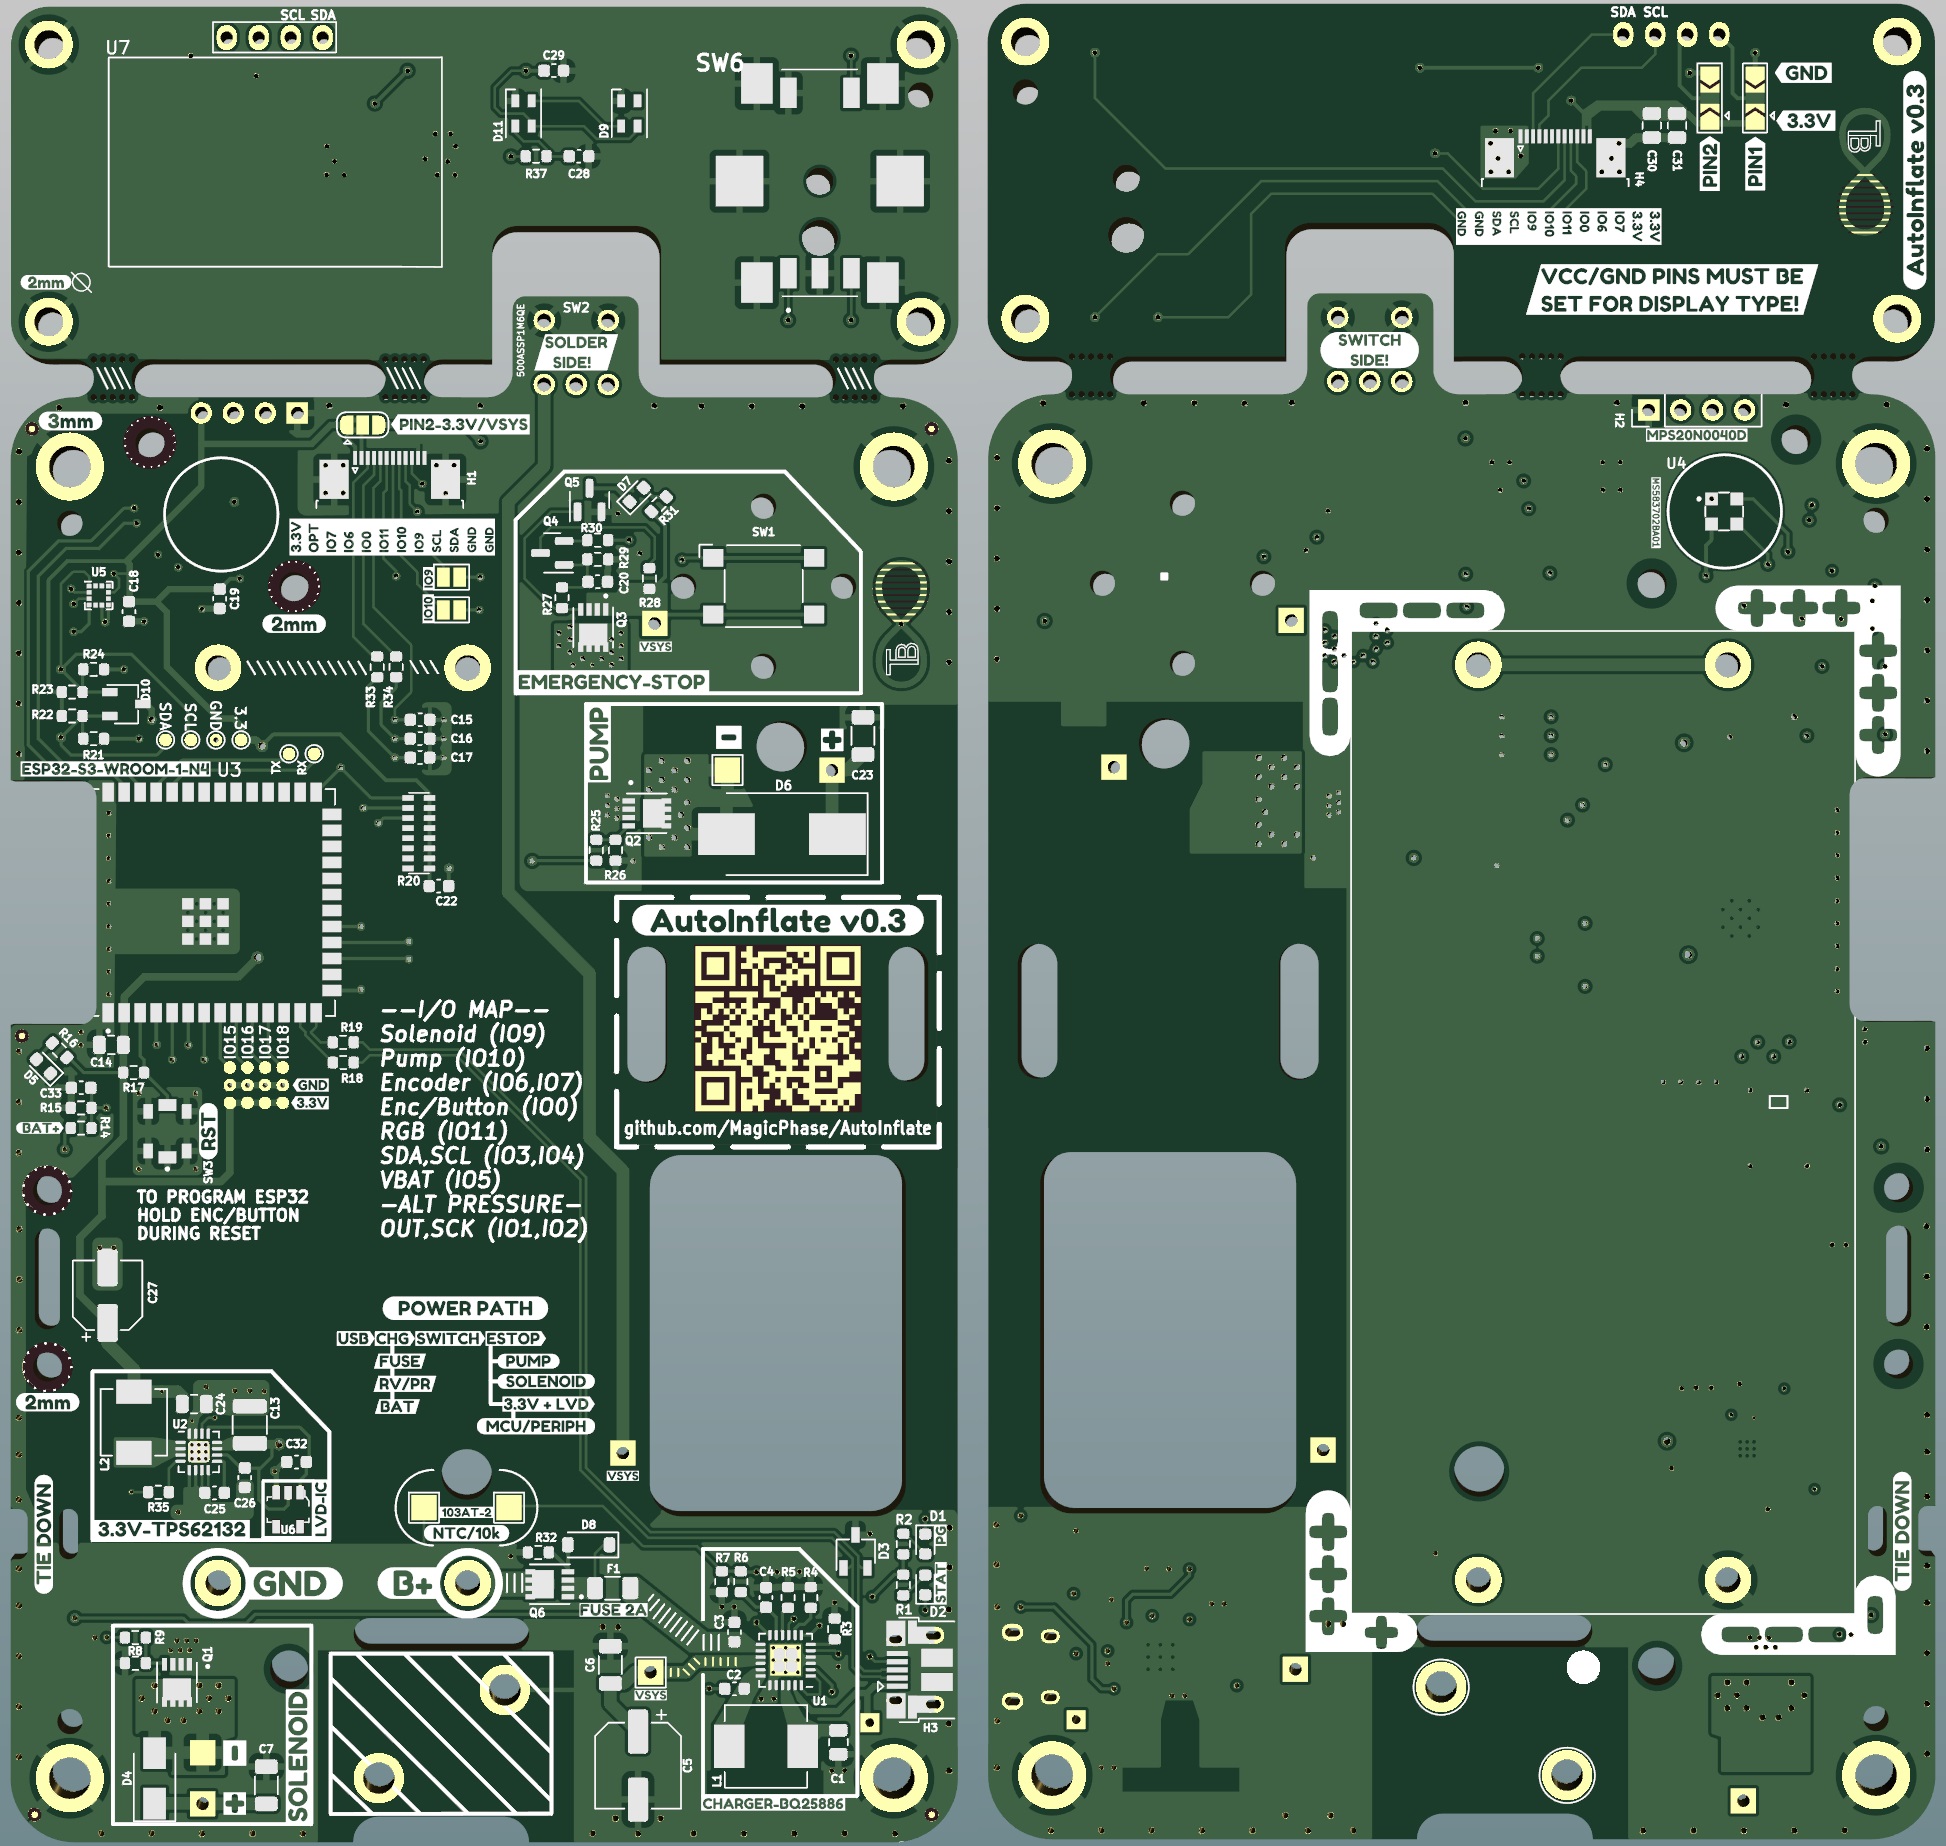 SCL SDA
U7
C29
SW6
D11
D9
R37 C28
2mm
SW2
500ASSP1M6QE
SOLDER
SIDE!
3mm
PIN2-3.3V/VSYS
H1
3.3V
OPT
IO7
IO6
IO0
IO11
IO10
IO9
SCL
SDA
GND
GND
IO9
IO10
U5
C18
C19
2mm
Q5
D7
R31
Q4
R30
R29
C20
R28
R27
Q3
SW1
VSYS
EMERGENCY-STOP
TB
R24
R23
R22
R21
D10
SDA
SCL
GND
3.3
TX
RX
R33
R34
C15
C16
C17
ESP32-S3-WROOM-1-N4 U3
PUMP
-
+
C23
D6
R25
Q2
R26
R20
C22
AutoInflate v0.3
github.com/MagicPhase/AutoInflate
--I/O MAP--
Solenoid (IO9)
Pump (IO10)
Encoder (IO6,IO7)
Enc/Button (IO0)
RGB (IO11)
SDA,SCL (IO3,IO4)
VBAT (IO5)
-ALT PRESSURE-
OUT,SCK (IO1,IO2)
IO15
IO16
IO17
IO18
GND
3.3V
R19
R18
R16
D5
C14
R17
C33
R15
BAT+
R14
SW3
RST
TO PROGRAM ESP32
HOLD ENC/BUTTON
DURING RESET
C27
+
2mm
POWER PATH
USB CHG SWITCH ESTOP
FUSE
PUMP
RV/PR
SOLENOID
BAT
3.3V + LVD
MCU/PERIPH
VSYS
L2
U2
C24
C13
C32
R35
C25
C26
U6
LVD-IC
3.3V-TPS62132
TIE DOWN
103AT-2
NTC/10k
GND
B+
R32
D8
Q6
F1
FUSE 2A
R7 R6
C4 R5 R4
C3
R3
C2
U1
L1
C1
CHARGER-BQ25886
D3
R2
D1
PG
STAT
R1
D2
H3
R9
R8
Q1
D4
C7
-
+
SOLENOID
C6
VSYS
+
C5
SDA SCL
GND
3.3V
PIN2
PIN1
C30
C31
H4
GND
GND
SDA
SCL
IO9
IO10
IO11
IO0
IO6
IO7
3.3V
3.3V
TB
AutoInflate v0.3
VCC/GND PINS MUST BE
SET FOR DISPLAY TYPE!
SWITCH
SIDE!
H2
MPS20N0040D
U4
MS583702BA01
TIE DOWN